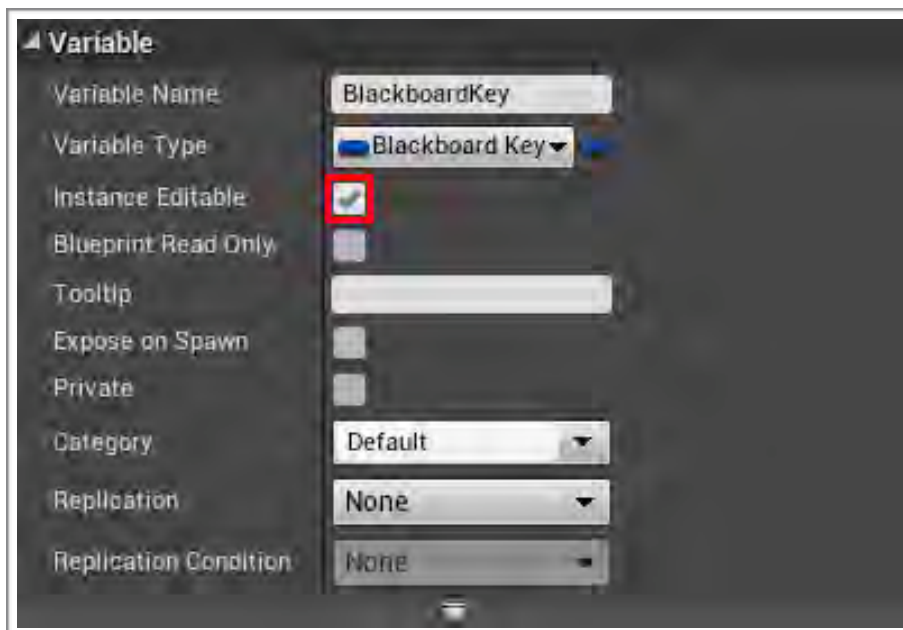 Variable
Variable Name BlackboardKey
Variable Type Blackboard Key
Instance Editable
Blueprint Read Only
Tooltip
Expose on Spawn
Private
Category Default
Replication None
Replication Condition None